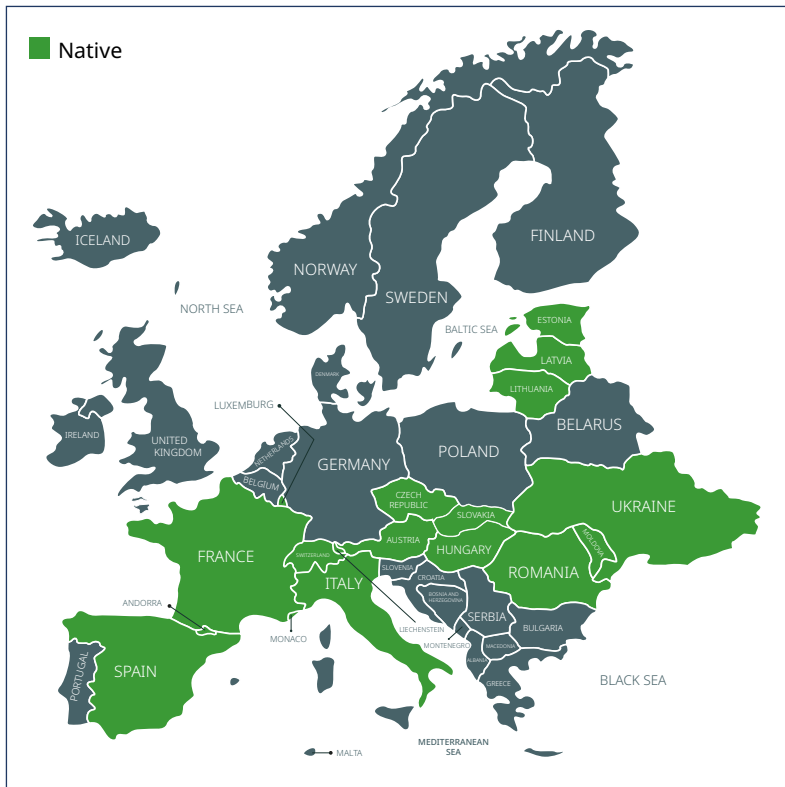 Native
ICELAND
NORWAY
FINLAND
SWEDEN
NORTH SEA
BALTIC SEA
ESTONIA
LATVIA
LITHUANIA
DENMARK
LUXEMBURG
IRELAND
UNITED
KINGDOM
NETHERLANDS
BELGIUM
GERMANY
POLAND
BELARUS
CZECH
REPUBLIC
SLOVAKIA
UKRAINE
AUSTRIA
HUNGARY
MOLDOVA
FRANCE
SWITZERLAND
ITALY
SLOVENIA
CROATIA
ROMANIA
BOSNIA AND
HERZEGOVINA
SERBIA
ANDORRA
MONACO
LIECHENSTEIN
MONTENEGRO
BULGARIA
MACEDONIA
ALBANIA
GREECE
PORTUGAL
SPAIN
BLACK SEA
MEDITERRANEAN
SEA
MALTA